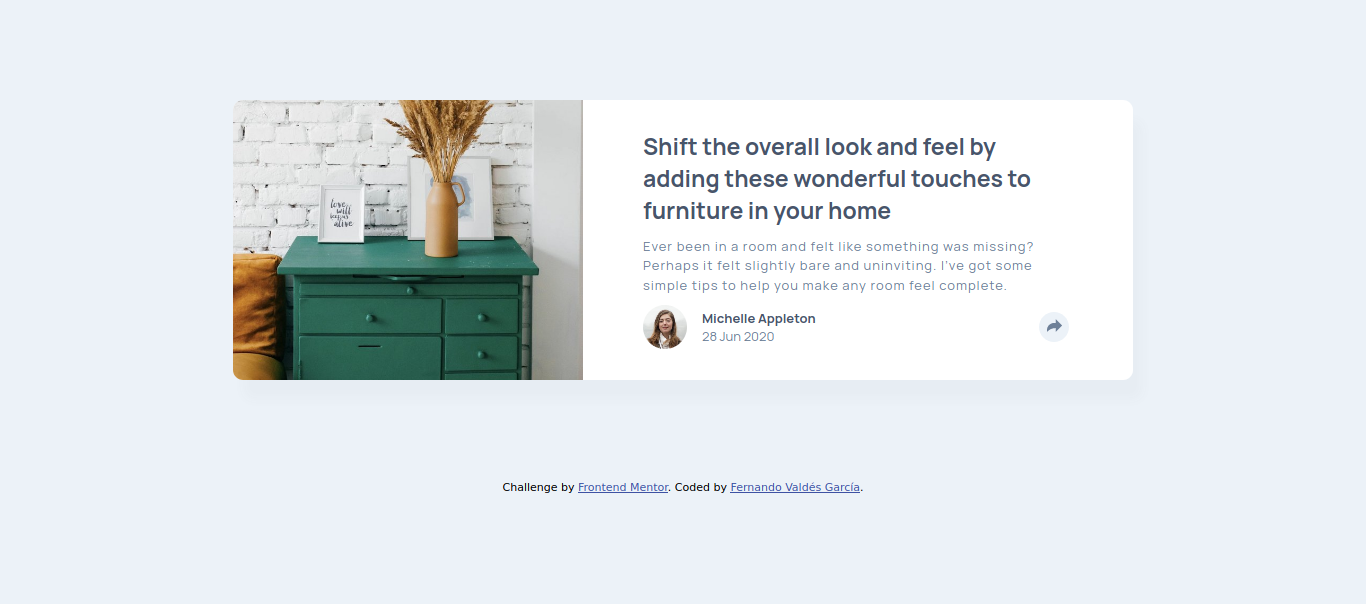 love
will
keep us
alive
Shift the overall look and feel by
adding these wonderful touches to
furniture in your home
Ever been in a room and felt like something was missing?
Perhaps it felt slightly bare and uninviting. I've got some
simple tips to help you make any room feel complete.
Michelle Appleton
28 Jun 2020
Challenge by Frontend Mentor. Coded by Fernando Valdés García.